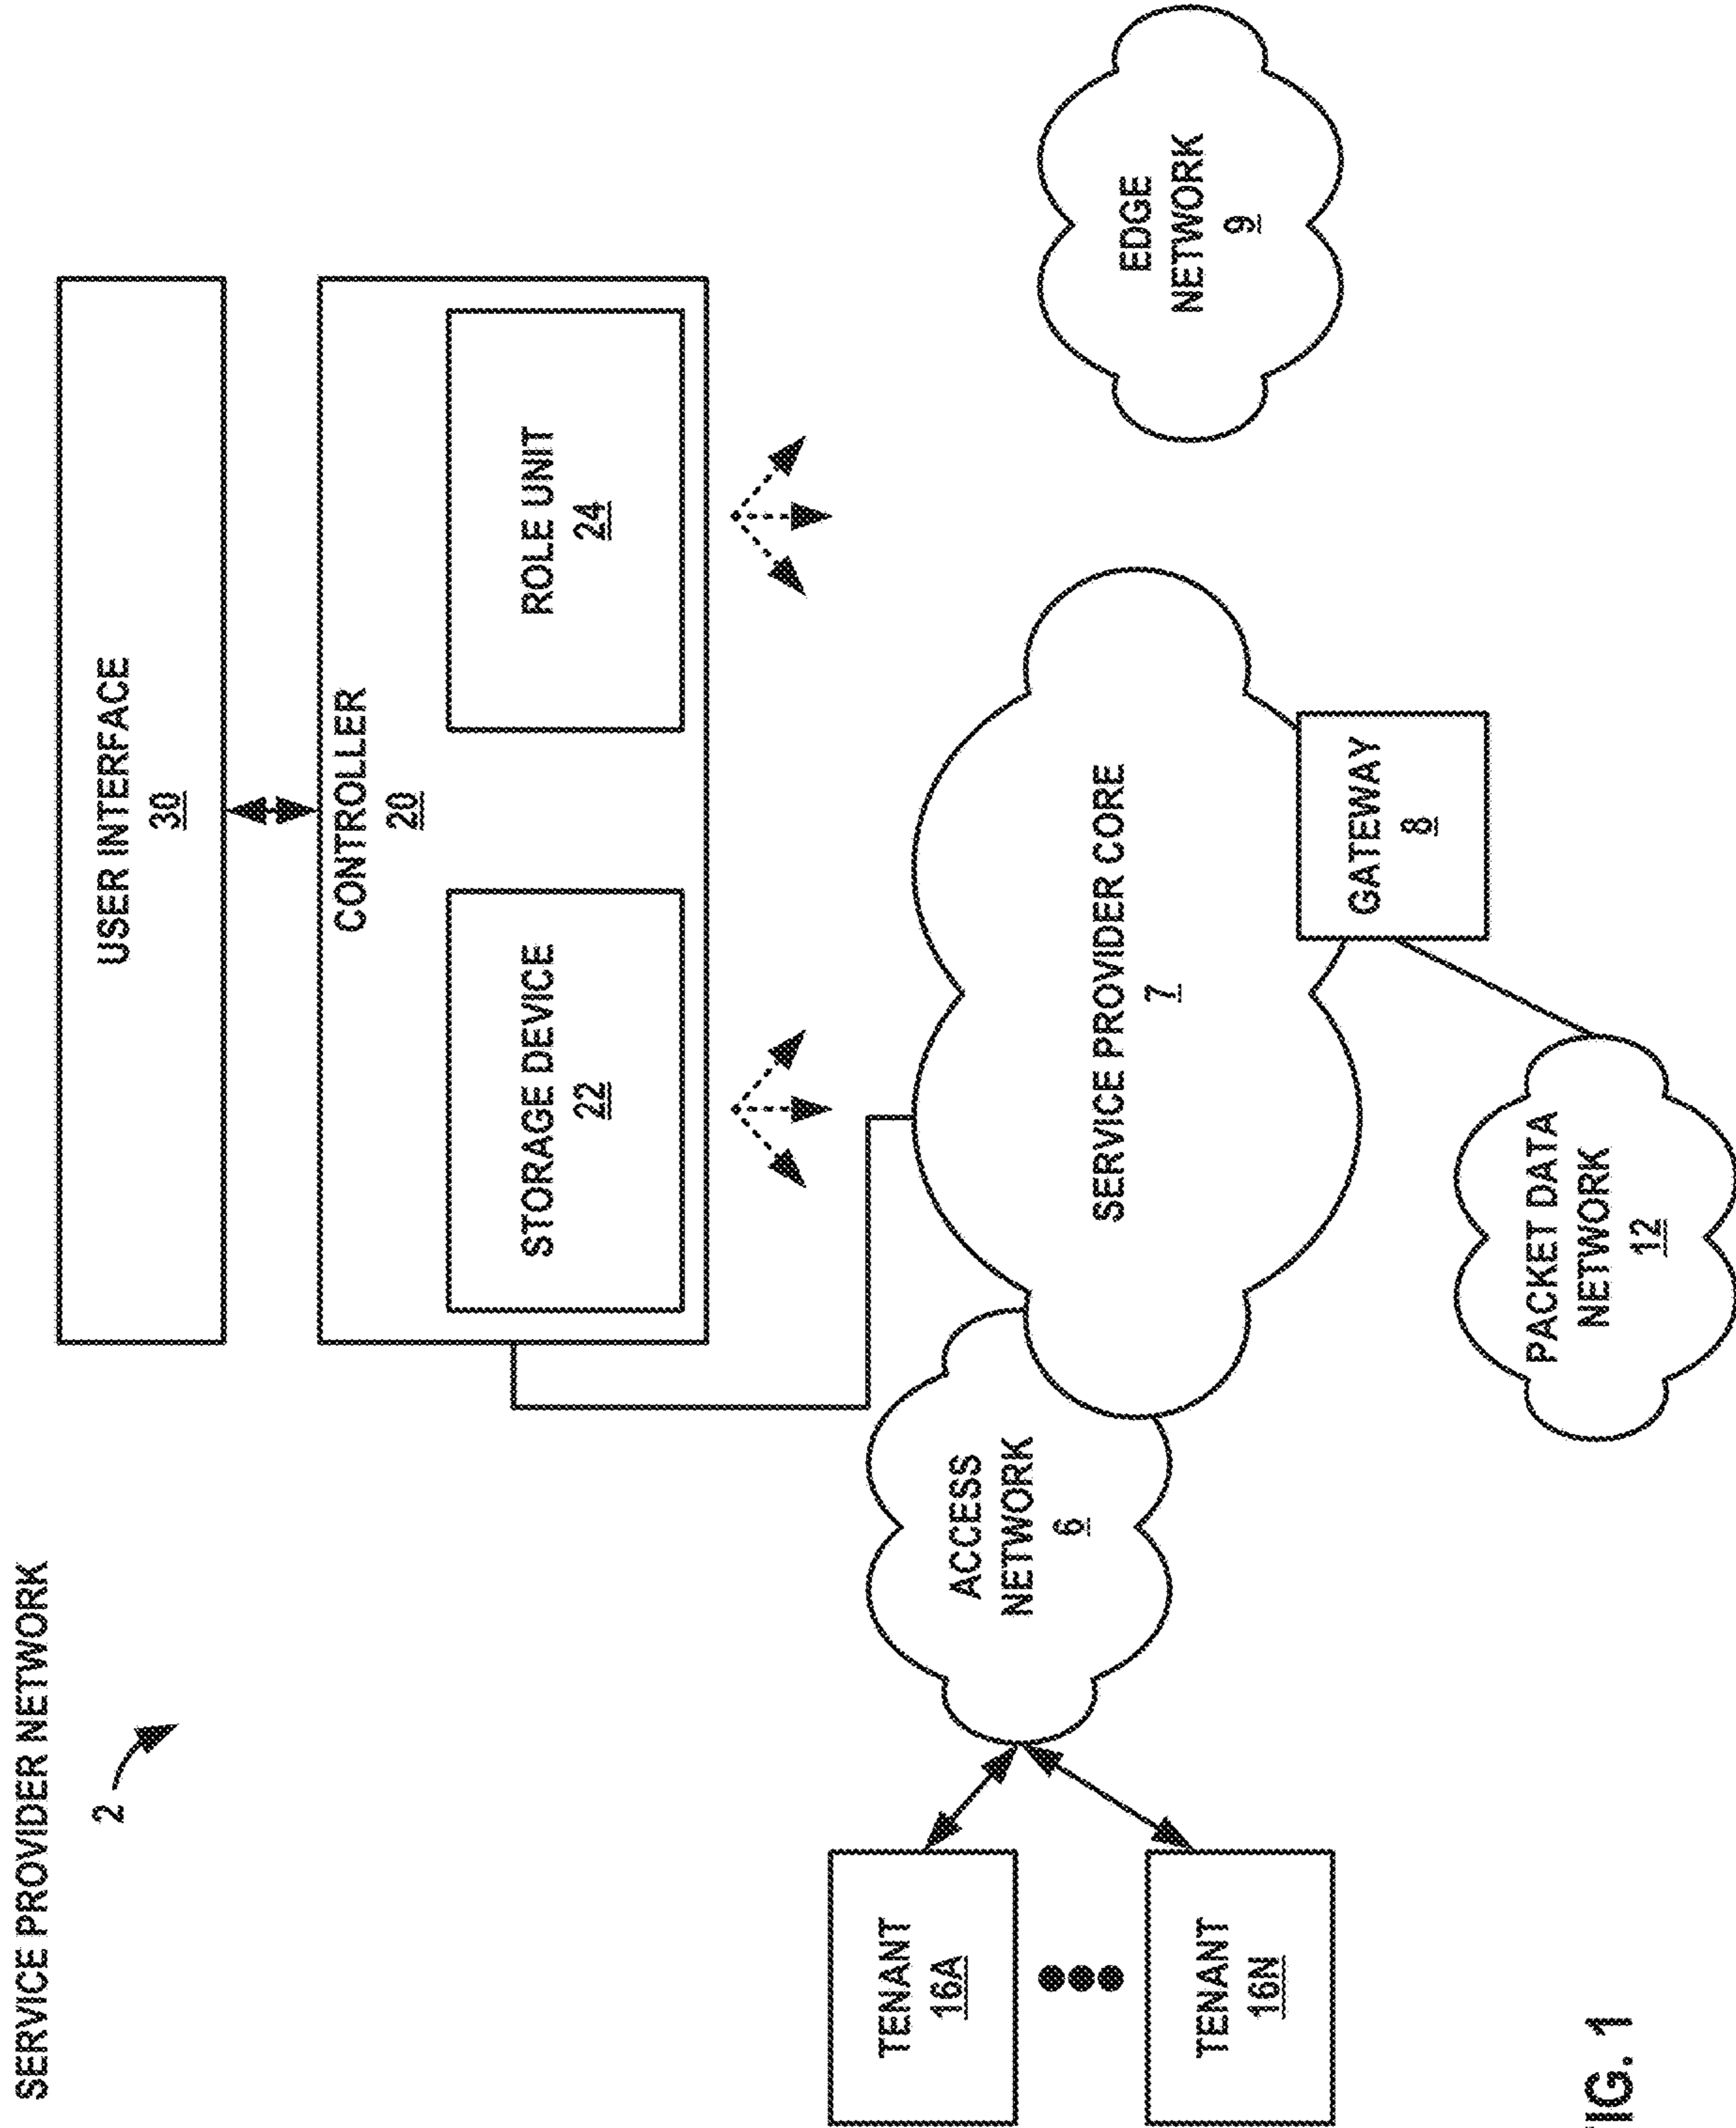 SERVICE PROVIDER NETWORK
2
USER INTERFACE
30
CONTROLLER
20
STORAGE DEVICE
22
ROLE UNIT
24
TENANT
16A
TENANT
16N
ACCESS
NETWORK
6
SERVICE PROVIDER CORE
7
GATEWAY
8
EDGE
NETWORK
9
PACKET DATA
NETWORK
12
IG. 1